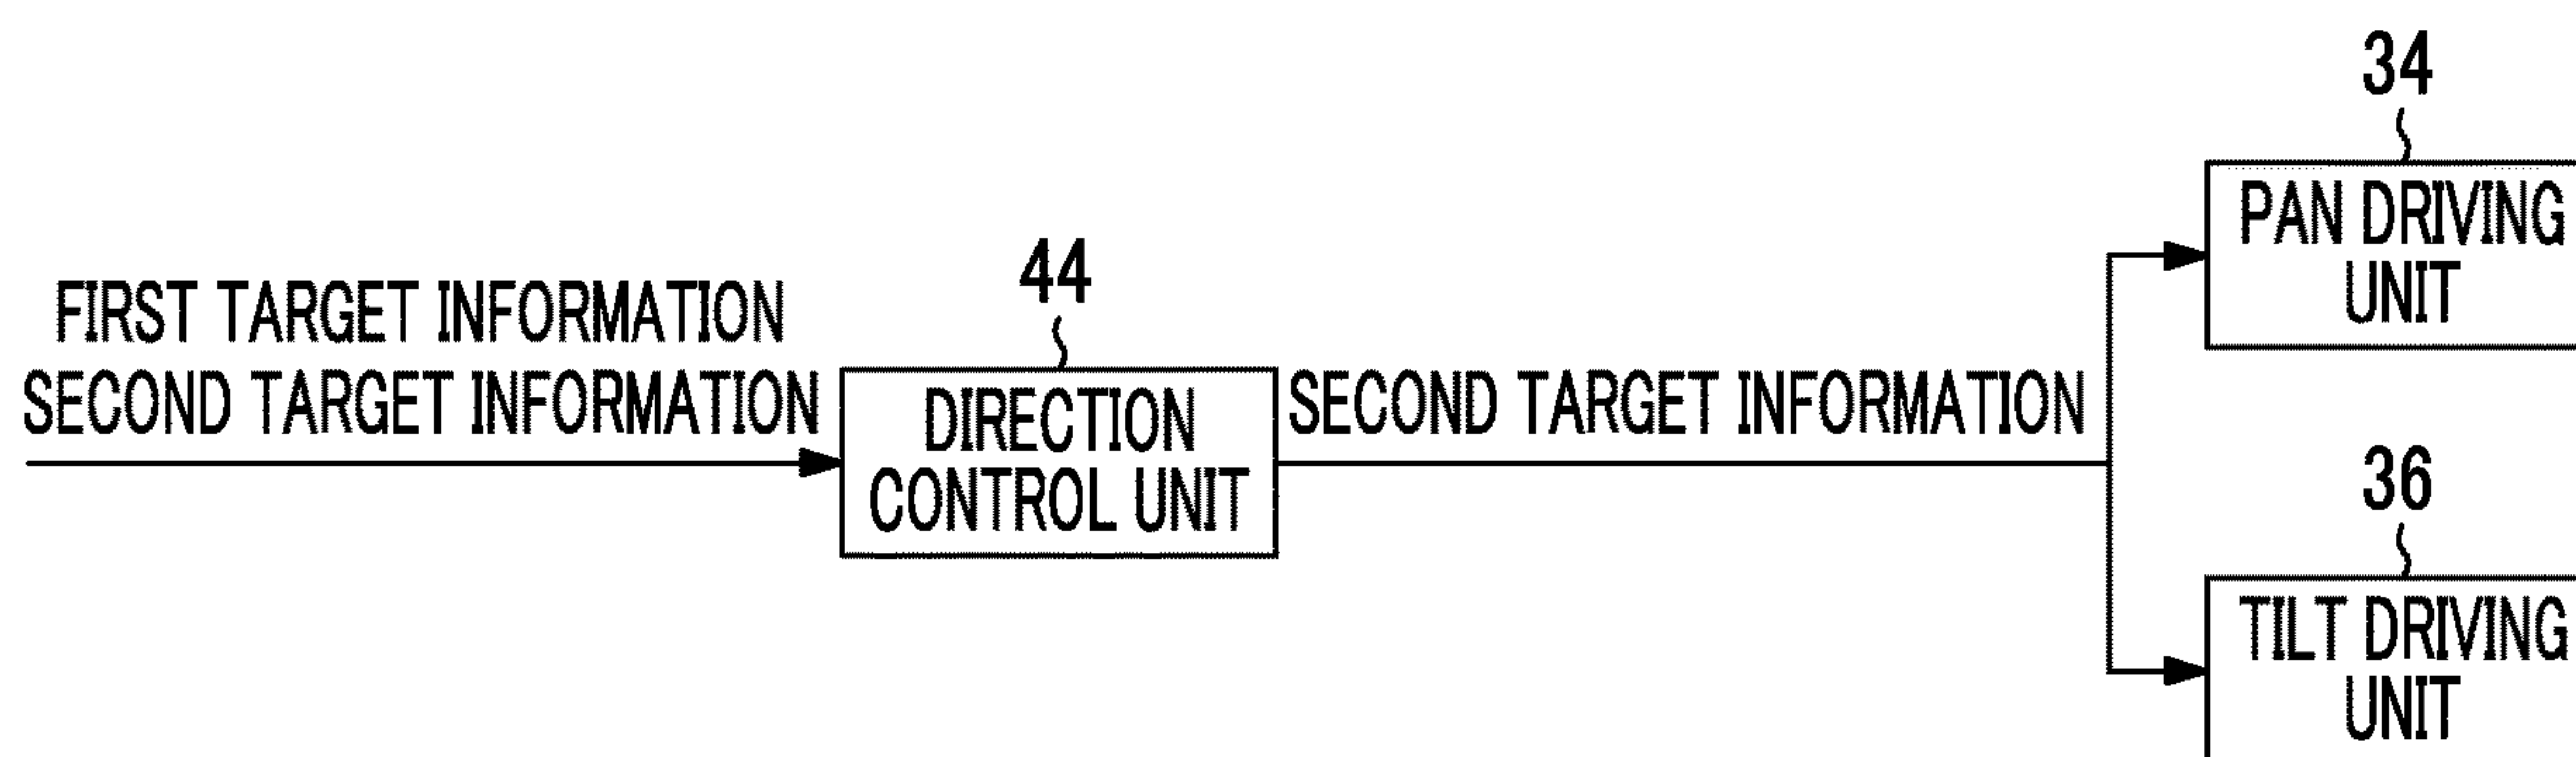 34
PAN DRIVING
UNIT
44
FIRST TARGET INFORMATION
SECOND TARGET INFORMATION
DIRECTION
CONTROL UNIT
SECOND TARGET INFORMATION
36
TILT DRIVING
UNIT